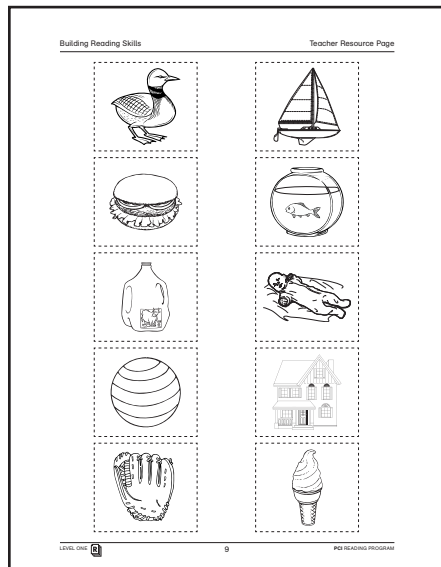 Building Reading Skills
Teacher Resource Page
LEVEL ONE R
9
PCI READING PROGRAM